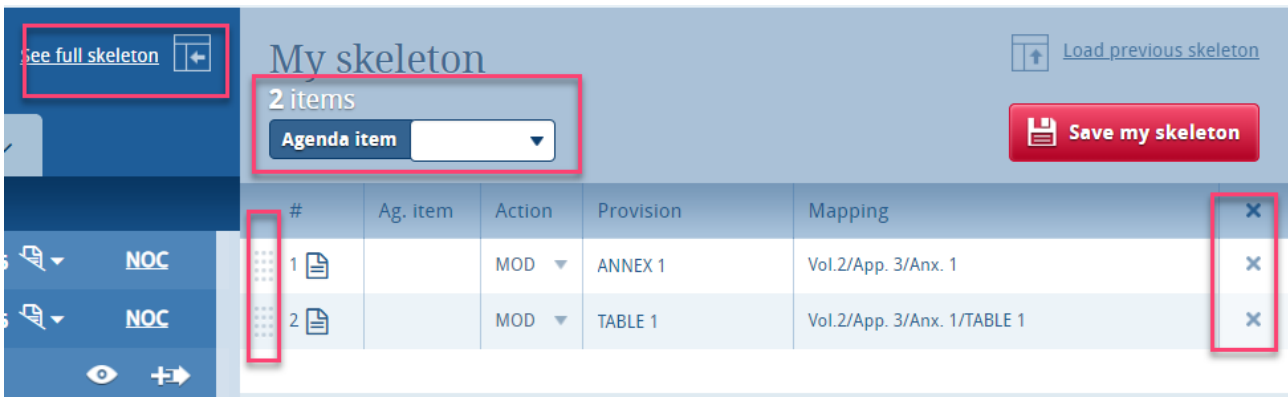 See full skeleton
My skeleton
Load previous skeleton
2 items
Agenda item
Save my skeleton
# Ag. item Action Provision Mapping
NOC
1 MOD ANNEX 1 Vol.2/App. 3/Anx. 1
NOC
2 MOD TABLE 1 Vol.2/App. 3/Anx. 1/TABLE 1